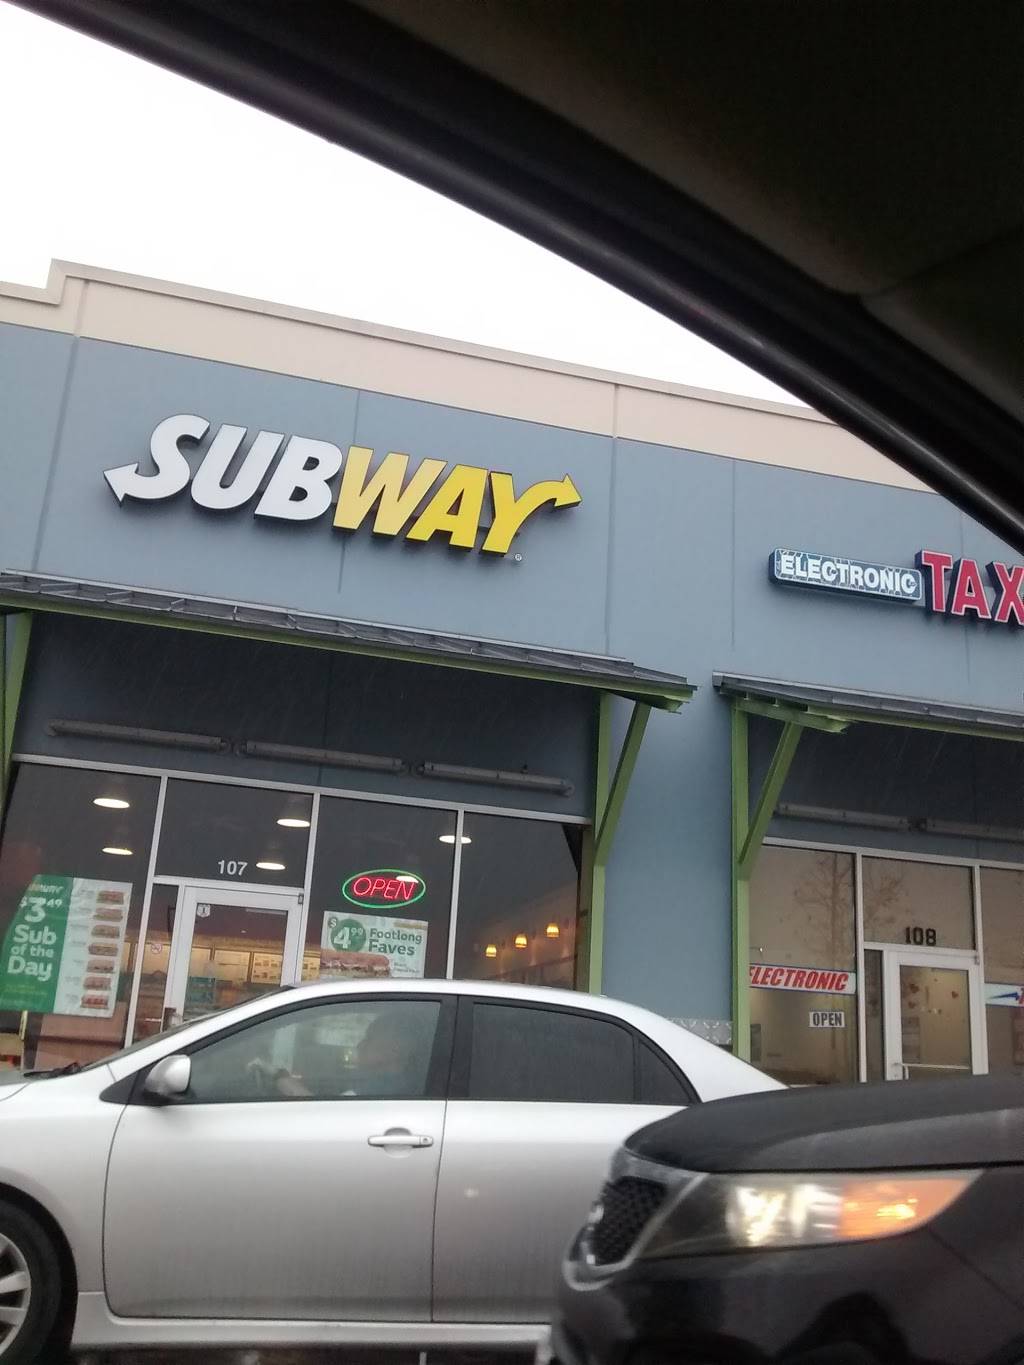 SUBWAY
ELECTRONIC TAX
107
OPEN
$3.49
Sub
of the
Day
$4.99 Footlong
Faves
108
ELECTRONIC
OPEN